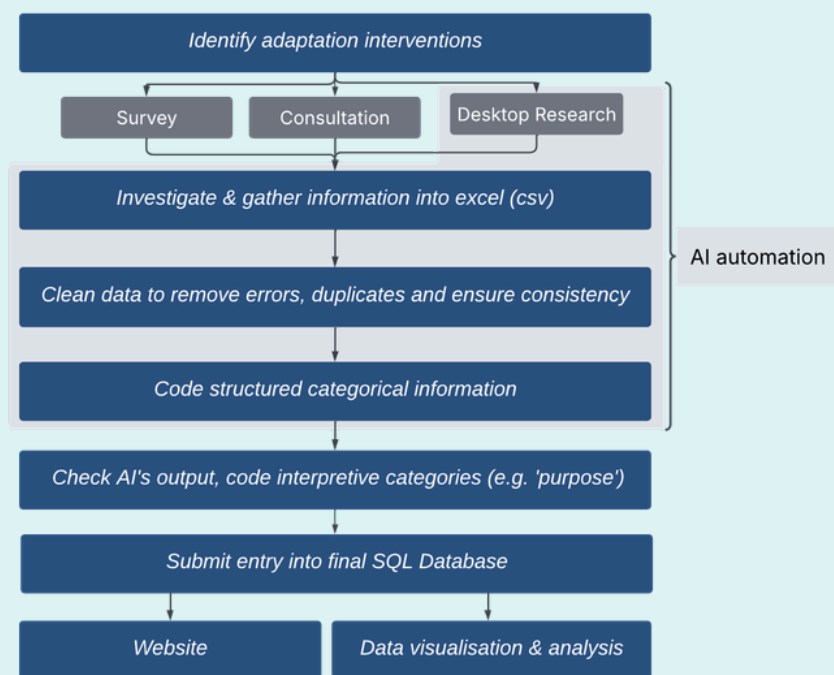 Identify adaptation interventions
Survey
Consultation
Desktop Research
Investigate & gather information into excel (csv)
AI automation
Clean data to remove errors, duplicates and ensure consistency
Code structured categorical information
Check AI's output, code interpretive categories (e.g. 'purpose')
Submit entry into final SQL Database
Website
Data visualisation & analysis